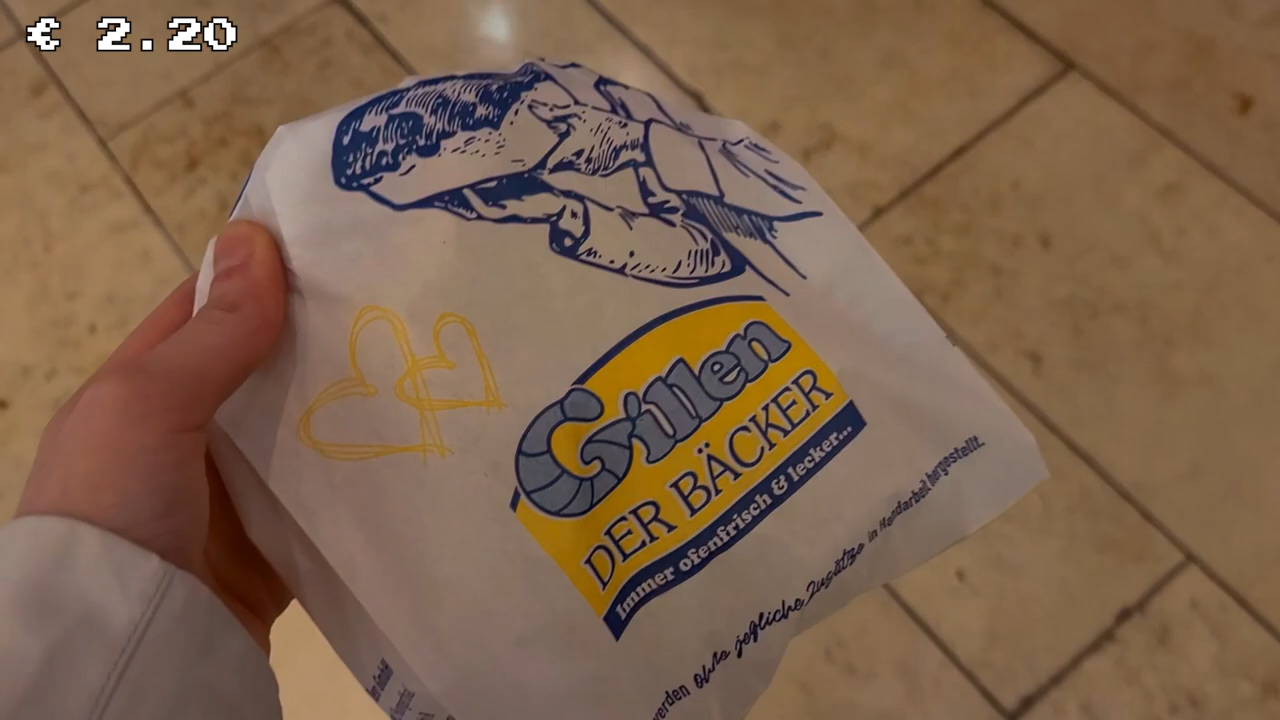 € 2.20
Gillen
DER BÄCKER
Immer ofenfrisch & lecker...
werden ohne jegliche Zusätze in Handarbeit hergestellt.